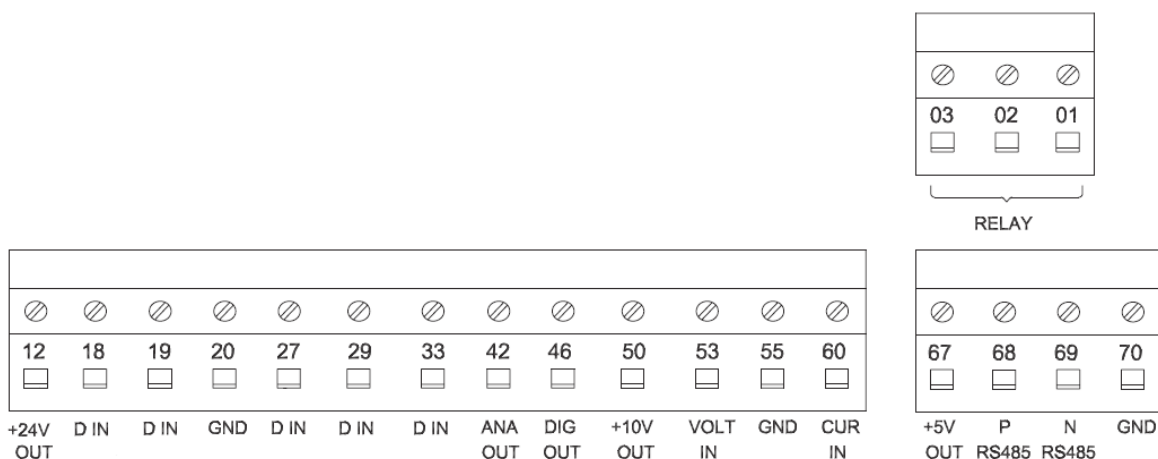 03 02 01
RELAY
12 18 19 20 27 29 33 42 46 50 53 55 60 67 68 69 70
+24V D IN D IN GND D IN D IN D IN ANA DIG +10V VOLT GND CUR +5V P N GND
OUT OUT OUT OUT IN IN OUT RS485 RS485